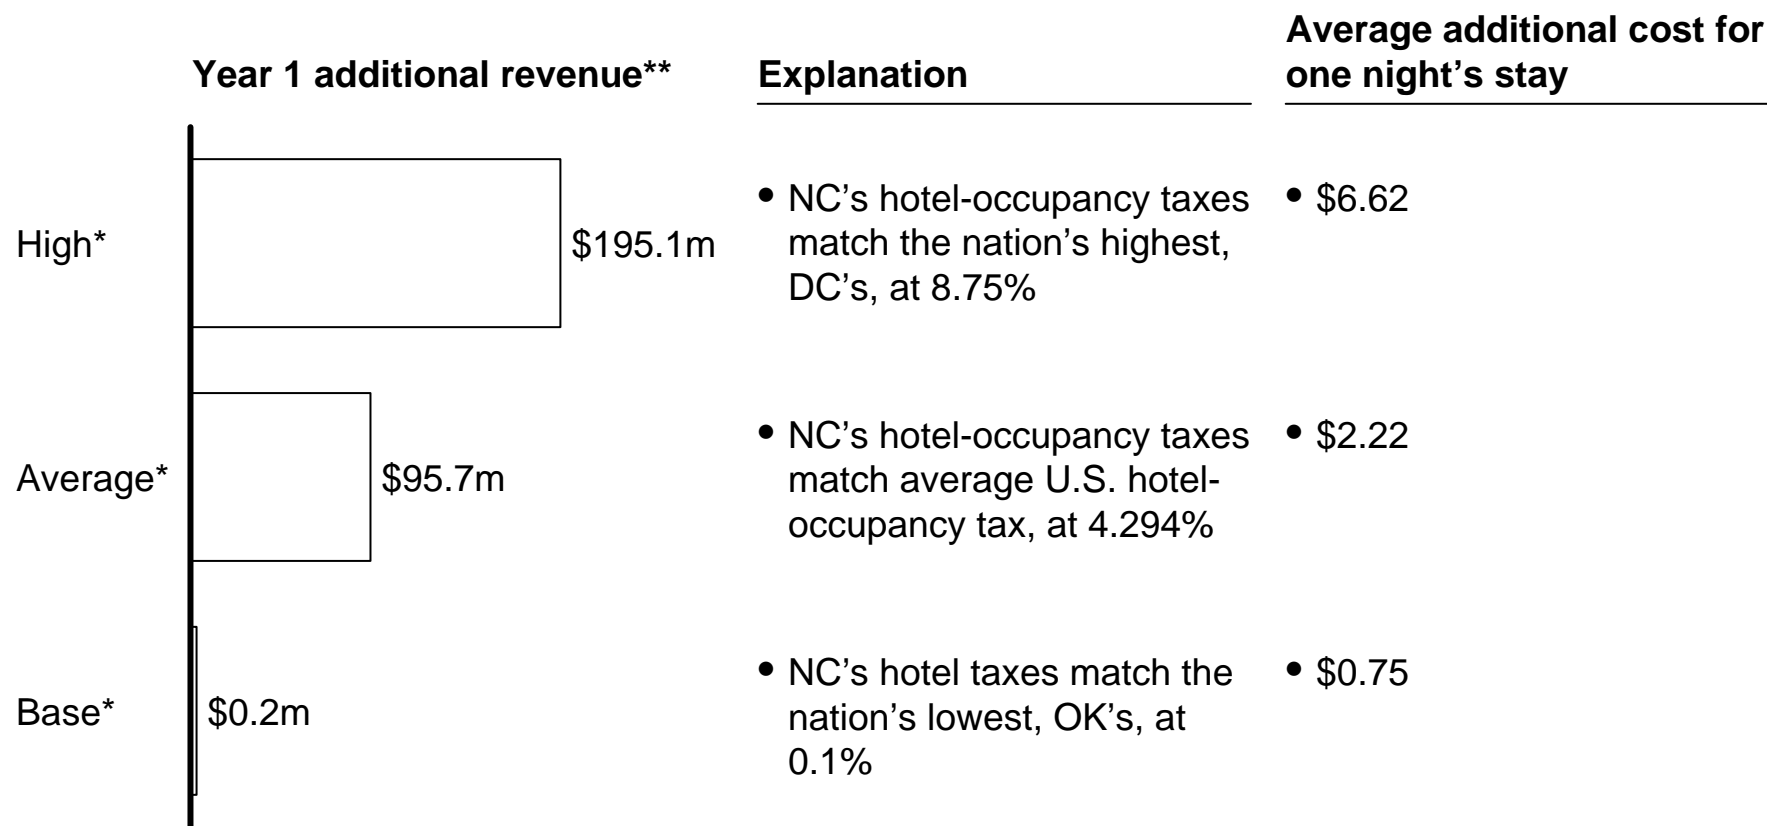 Year 1 additional revenue**
Explanation
Average additional cost for
one night’s stay
High*
$195.1m
• NC’s hotel-occupancy taxes
match the nation’s highest,
DC’s, at 8.75%
• $6.62
Average*
$95.7m
• NC’s hotel-occupancy taxes
match average U.S. hotel-
occupancy tax, at 4.294%
• $2.22
Base*
$0.2m
• NC’s hotel taxes match the
nation’s lowest, OK’s, at
0.1%
• $0.75